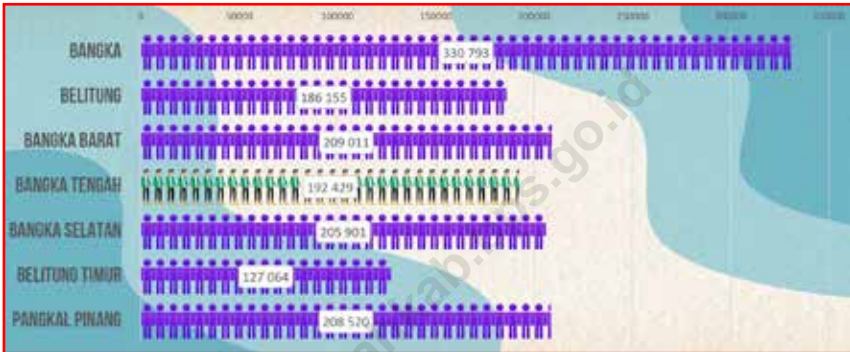 0 50000 100000 150000 200000 250000 300000 350000
BANGKA 330 793
BELITUNG 186 155
BANGKA BARAT 209 011
BANGKA TENGAH 192 429
BANGKA SELATAN 205 901
BELITUNG TIMUR 127 064
PANGKAL PINANG 208 520